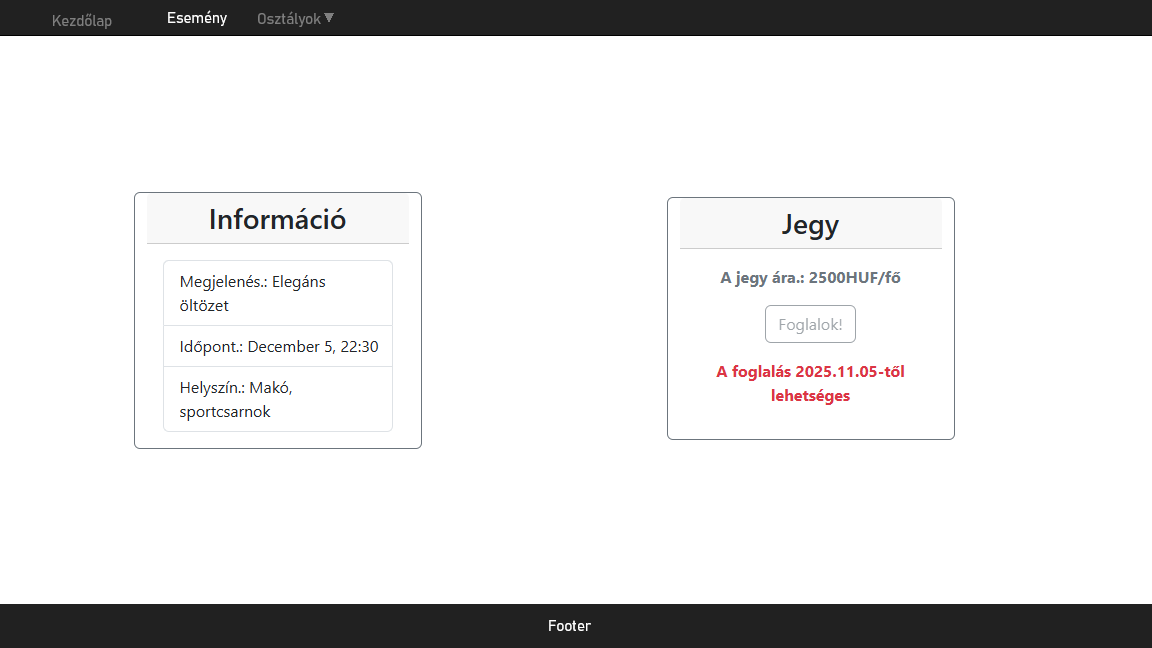 Kezdőlap Esemény Osztályok▼
Információ
Megjelenés.: Elegáns
öltözet
Időpont.: December 5, 22:30
Helyszín.: Makó,
sportcsarnok
Jegy
A jegy ára.: 2500HUF/fő
Foglalok!
A foglalás 2025.11.05-től
lehetséges
Footer